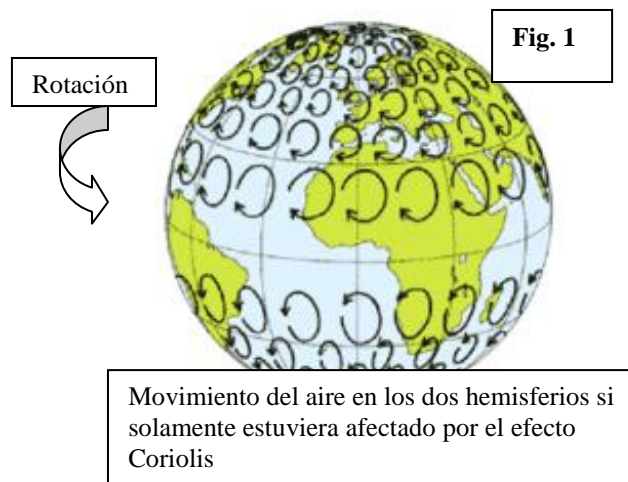 Fig. 1
Rotación
Movimiento del aire en los dos hemisferios si
solamente estuviera afectado por el efecto
Coriolis